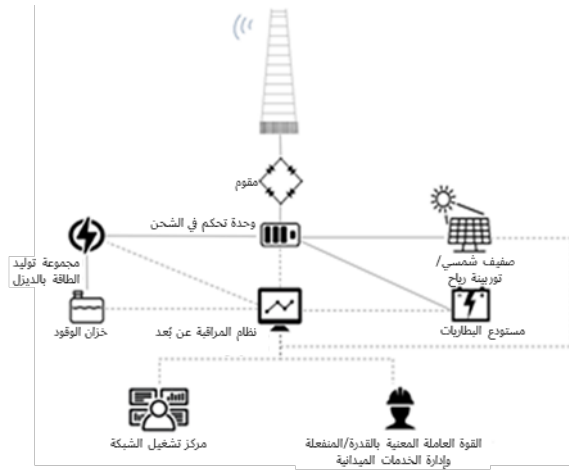 مقوم
وحدة تحكم في الشحن
مجموعة توليد
الطاقة بالديزل
صفيف شمسي/
توربينة رياح
خزان الوقود
نظام المراقبة عن بُعد
مستودع البطاريات
مركز تشغيل الشبكة
القوة العاملة المعنية بالقدرة/المنفعلة
وإدارة الخدمات الميدانية